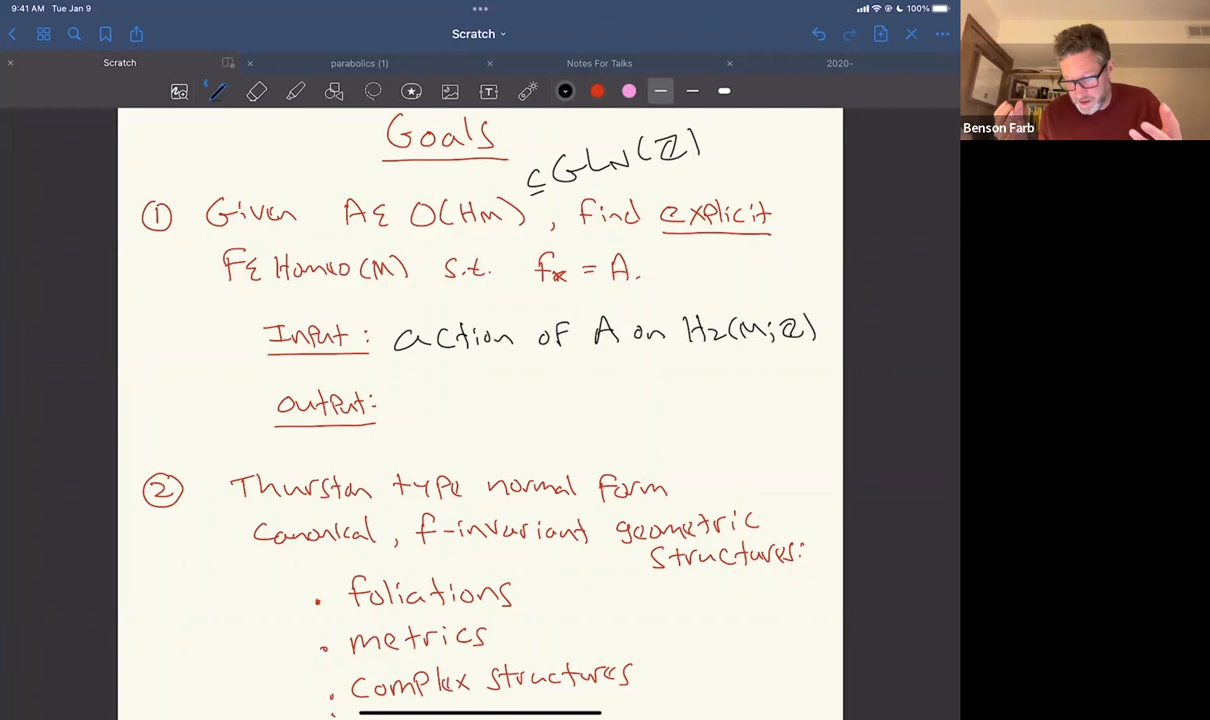 9:41 AM Tue Jan 9
100%
Scratch
Scratch
parabolics (1)
Notes For Talks
2020-
Benson Farb
Goals
⊆ GLN(ℤ)
① Given A ∈ O(HM), find explicit
F ∈ Homeo(M) s.t. f* = A.
Input: action of A on H2(M;ℤ)
Output:
② Thurston type normal form
canonical, f-invariant geometric
structures:
• foliations
• metrics
• complex structures